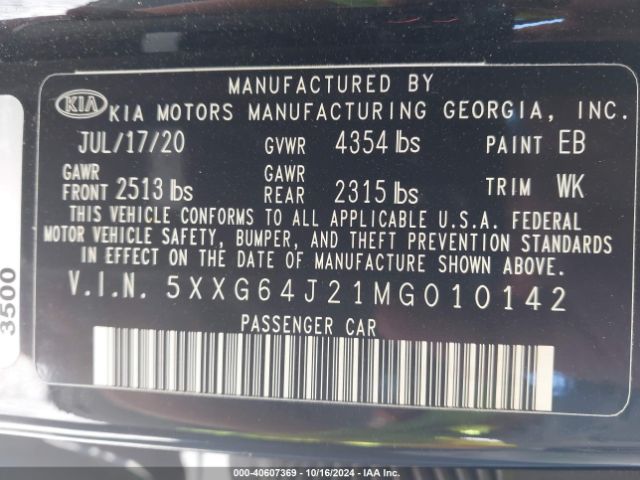 MANUFACTURED BY
KIA KIA MOTORS MANUFACTURING GEORGIA, INC.
JUL/17/20 GVWR 4354 lbs PAINT EB
GAWR FRONT 2513 lbs GAWR REAR 2315 lbs TRIM WK
THIS VEHICLE CONFORMS TO ALL APPLICABLE U.S.A. FEDERAL
MOTOR VEHICLE SAFETY, BUMPER, AND THEFT PREVENTION STANDARDS
IN EFFECT ON THE DATE OF MANUFACTURE SHOWN ABOVE.
V.I.N. 5XXG64J21MG010142
PASSENGER CAR
3500
000-40607369 - 10/16/2024 - IAA Inc.